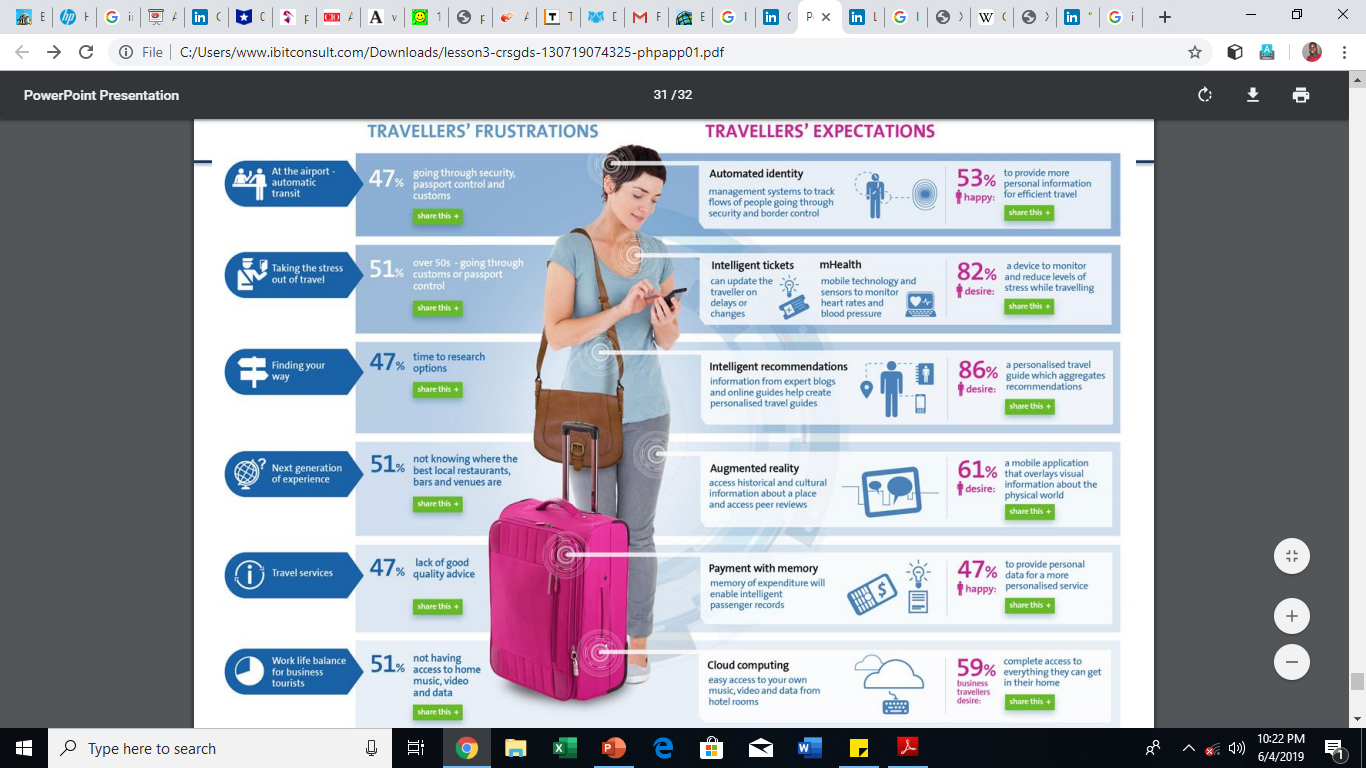 File
C:/Users/www.ibitconsult.com/Downloads/lesson3-crsgds-130719074325-phpapp01.pdf
PowerPoint Presentation
31 / 32
TRAVELLERS' FRUSTRATIONS
TRAVELLERS' EXPECTATIONS
At the airport -
automatic
transit
47%
going through security,
passport control and
customs
share this +
Automated identity
management systems to track
flows of people going through
security and border control
53%
happy:
to provide more
personal information
for efficient travel
share this +
Taking the stress
out of travel
51%
over 50s - going through
customs or passport
control
share this +
Intelligent tickets
can update the
traveller on
delays or
changes
mHealth
mobile technology and
sensors to monitor
heart rates and
blood pressure
82%
desire:
a device to monitor
and reduce levels of
stress while travelling
share this +
Finding your
way
47%
time to research
options
share this +
Intelligent recommendations
information from expert blogs
and online guides help create
personalised travel guides
86%
desire:
a personalised travel
guide which aggregates
recommendations
share this +
Next generation
of experience
51%
not knowing where the
best local restaurants,
bars and venues are
share this +
Augmented reality
access historical and cultural
information about a place
and access peer reviews
61%
desire:
a mobile application
that overlays visual
information about the
physical world
share this +
Travel services
47%
lack of good
quality advice
share this +
Payment with memory
memory of expenditure will
enable intelligent
passenger records
47%
happy:
to provide personal
data for a more
personalised service
share this +
Work life balance
for business
tourists
51%
not having
access to home
music, video
and data
share this +
Cloud computing
easy access to your own
music, video and data from
hotel rooms
59%
business
travellers
desire:
complete access to
everything they can get
in their home
share this +
Type here to search
10:22 PM
6/4/2019